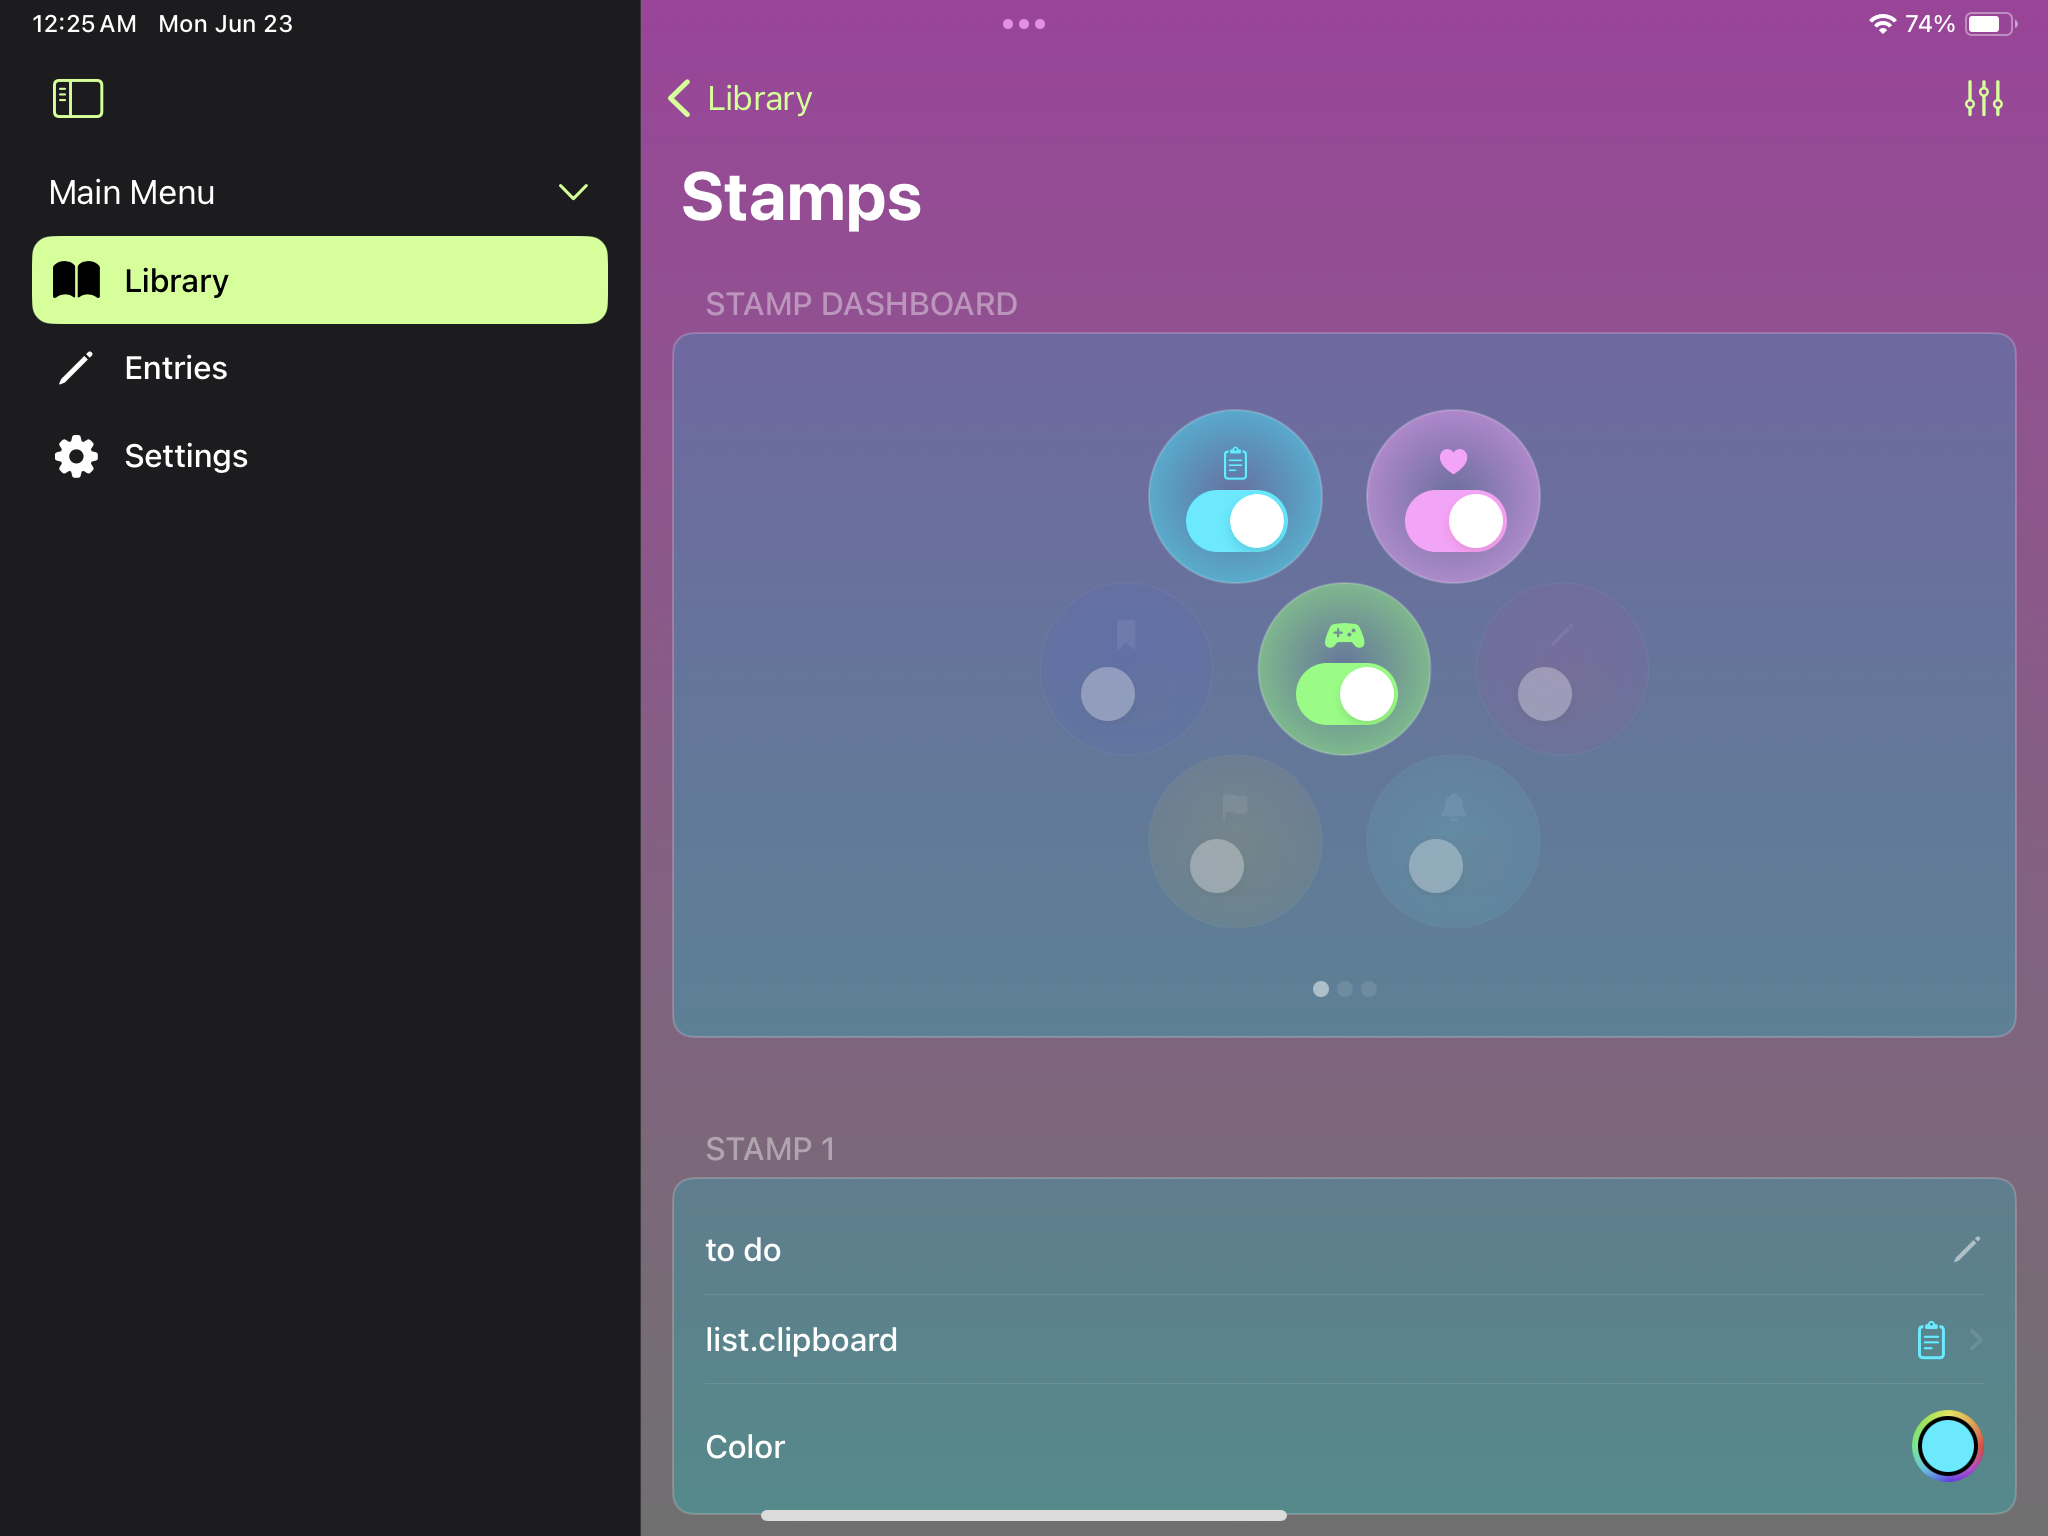 12:25 AM Mon Jun 23
74%
Main Menu
Library
Entries
Settings
Library
Stamps
STAMP DASHBOARD
STAMP 1
to do
list.clipboard
Color